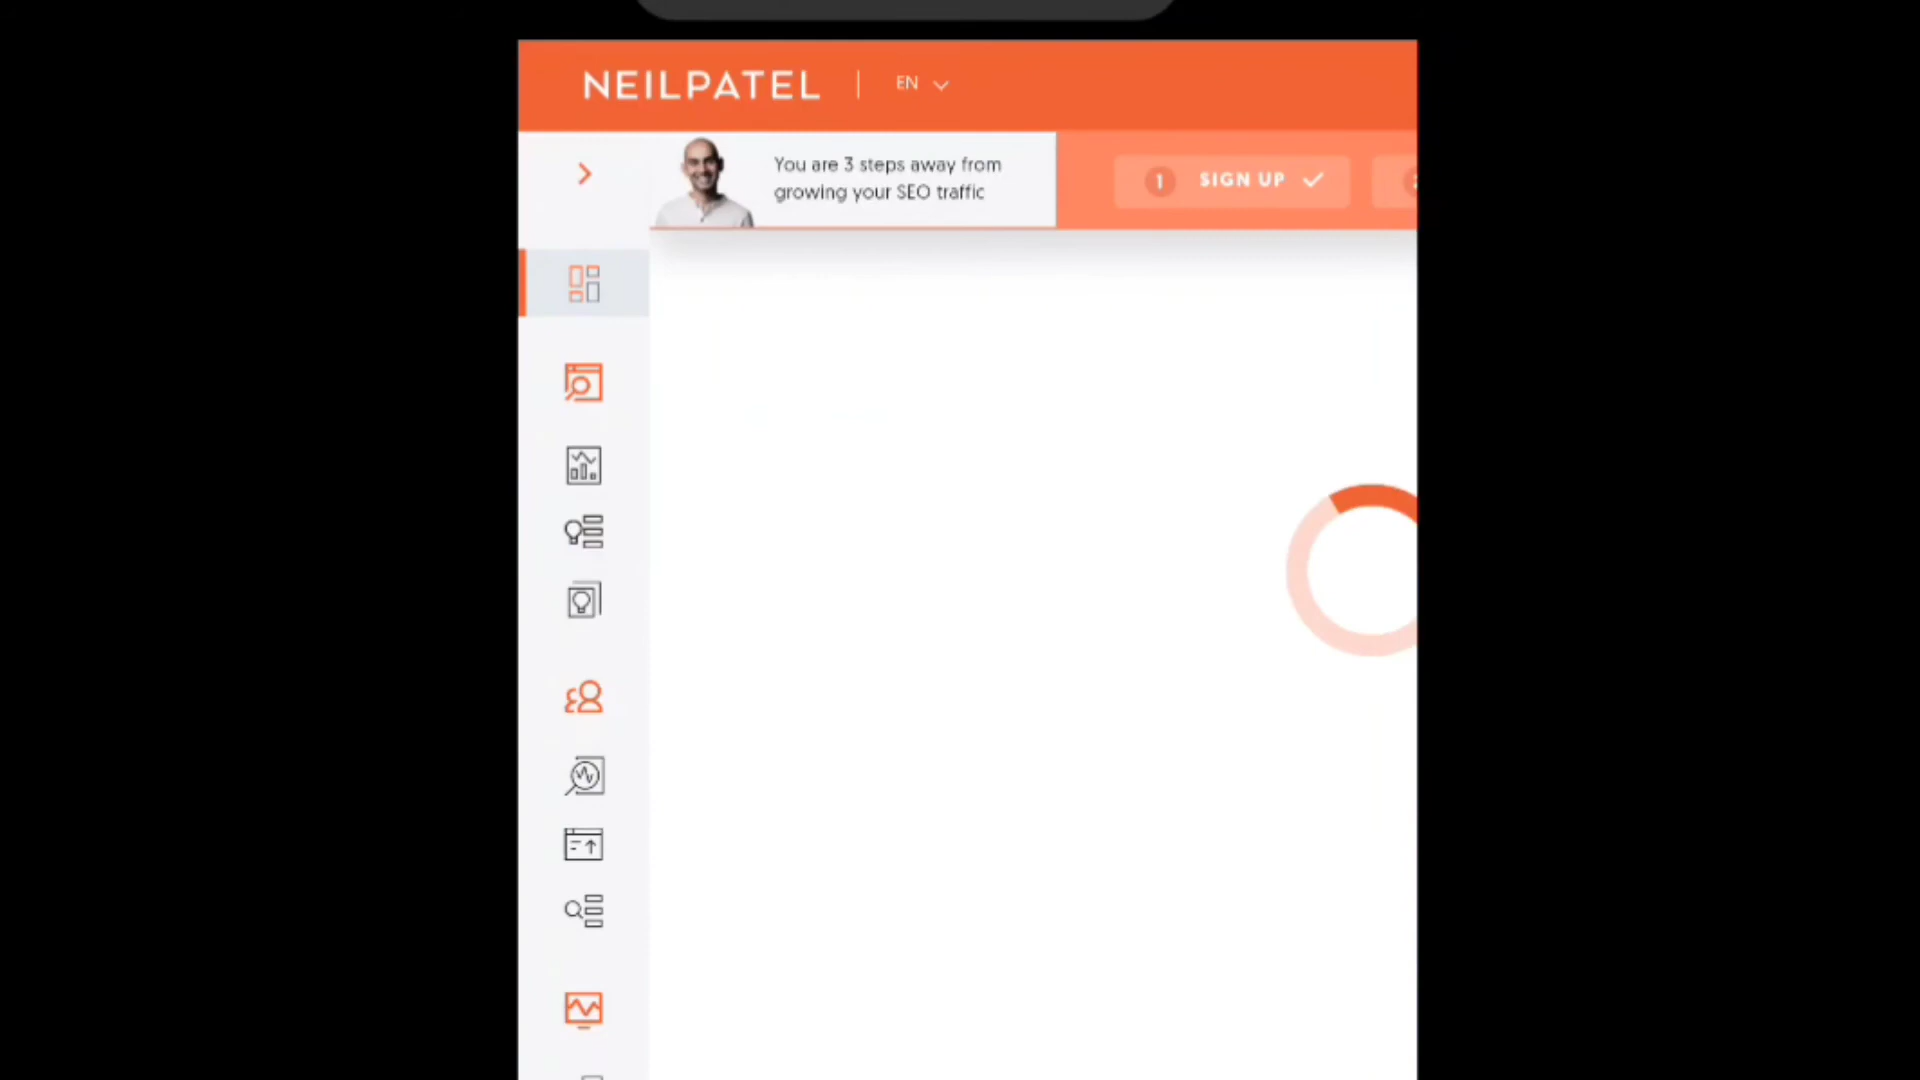 NEILPATEL
EN
You are 3 steps away from
growing your SEO traffic
1 SIGN UP